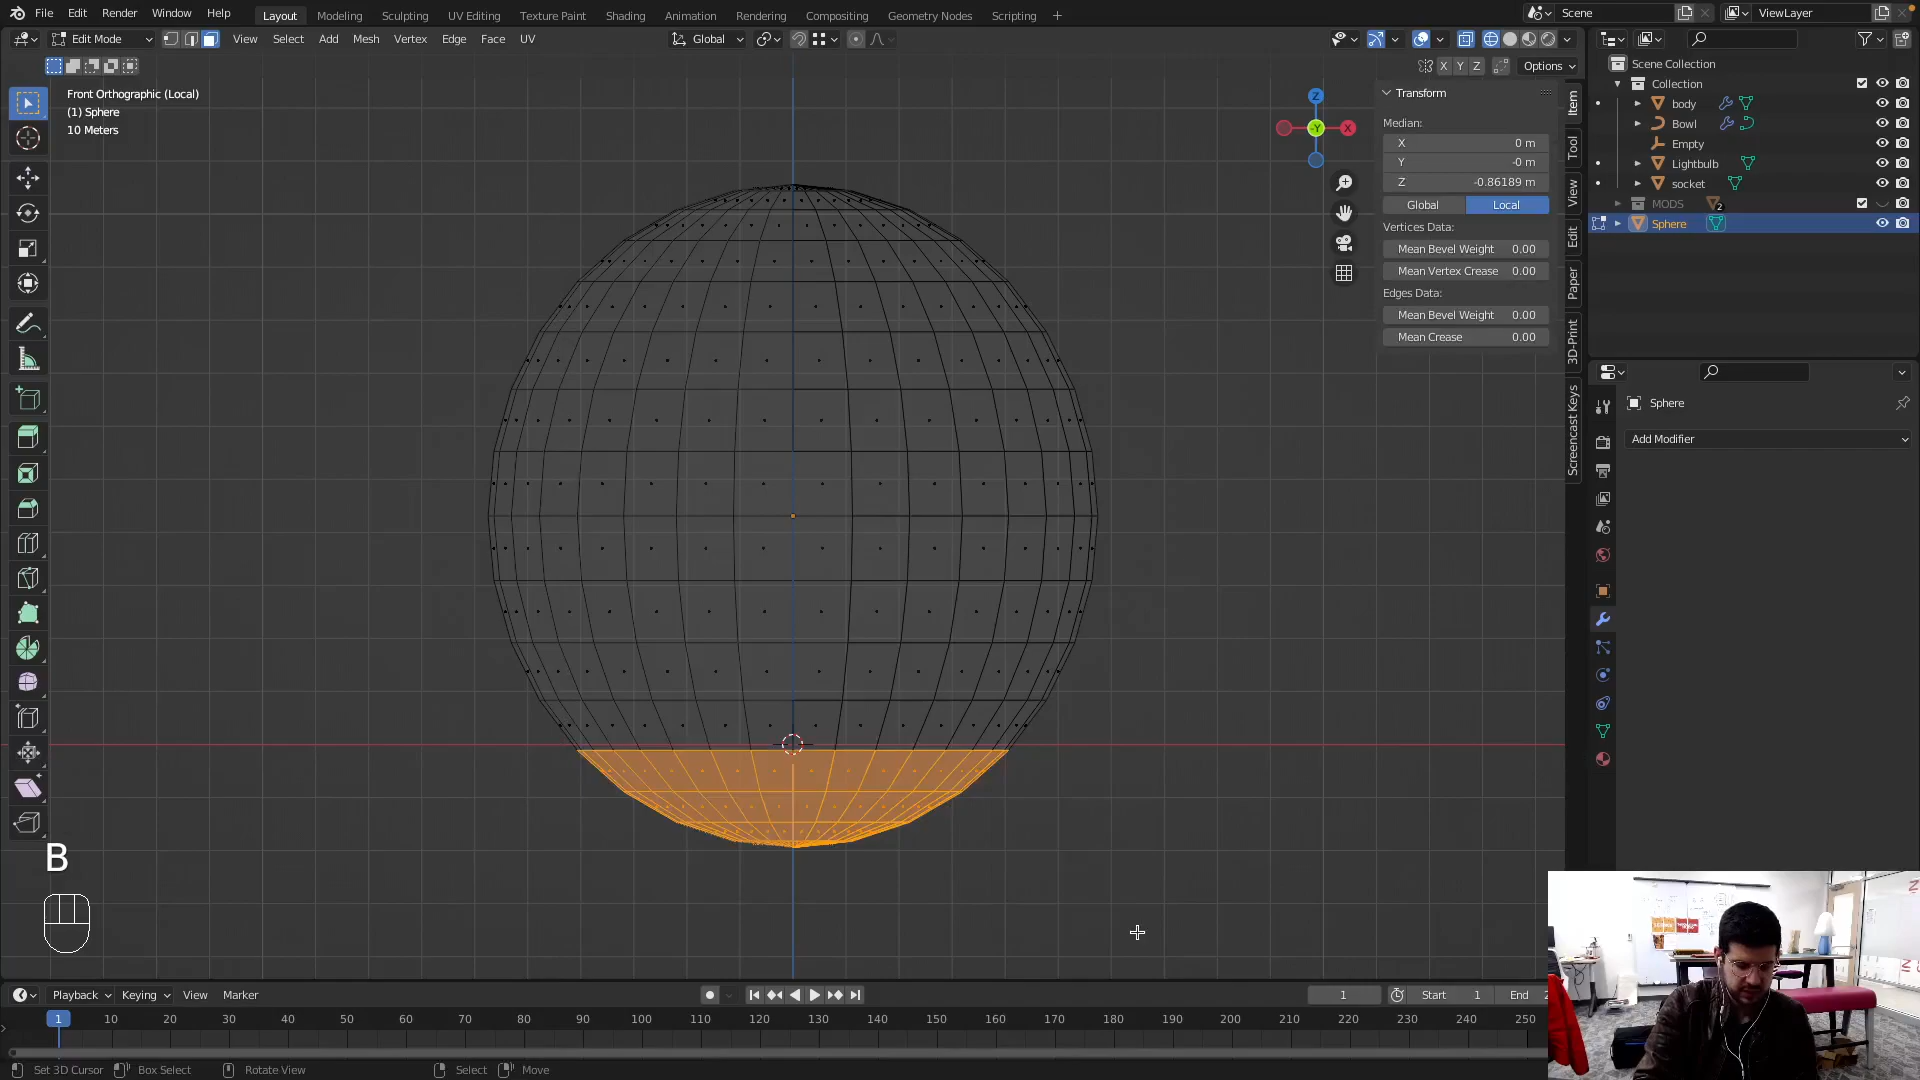 File Edit Render Window Help Layout Modeling Sculpting UV Editing Texture Paint Shading Animation Rendering Compositing Geometry Nodes Scripting + Scene ViewLayer
Edit Mode View Select Add Mesh Vertex Edge Face UV Global
X Y Z Options
Front Orthographic (Local)
(1) Sphere
10 Meters
Z
-Y
X
Transform
Median:
X 0 m
Y -0 m
Z -0.86189 m
Global Local
Vertices Data:
Mean Bevel Weight 0.00
Mean Vertex Crease 0.00
Edges Data:
Mean Bevel Weight 0.00
Mean Crease 0.00
Item
Tool
View
Edit
Paper
3D-Print
Screencast Keys
Scene Collection
Collection
body
Bowl
Empty
Lightbulb
socket
MODS 2
Sphere
Sphere
Add Modifier
B
Playback Keying View Marker 1 Start 1 End 2
1 10 20 30 40 50 60 70 80 90 100 110 120 130 140 150 160 170 180 190 200 210 220 230 240 250
Set 3D Cursor Box Select Rotate View Select Move